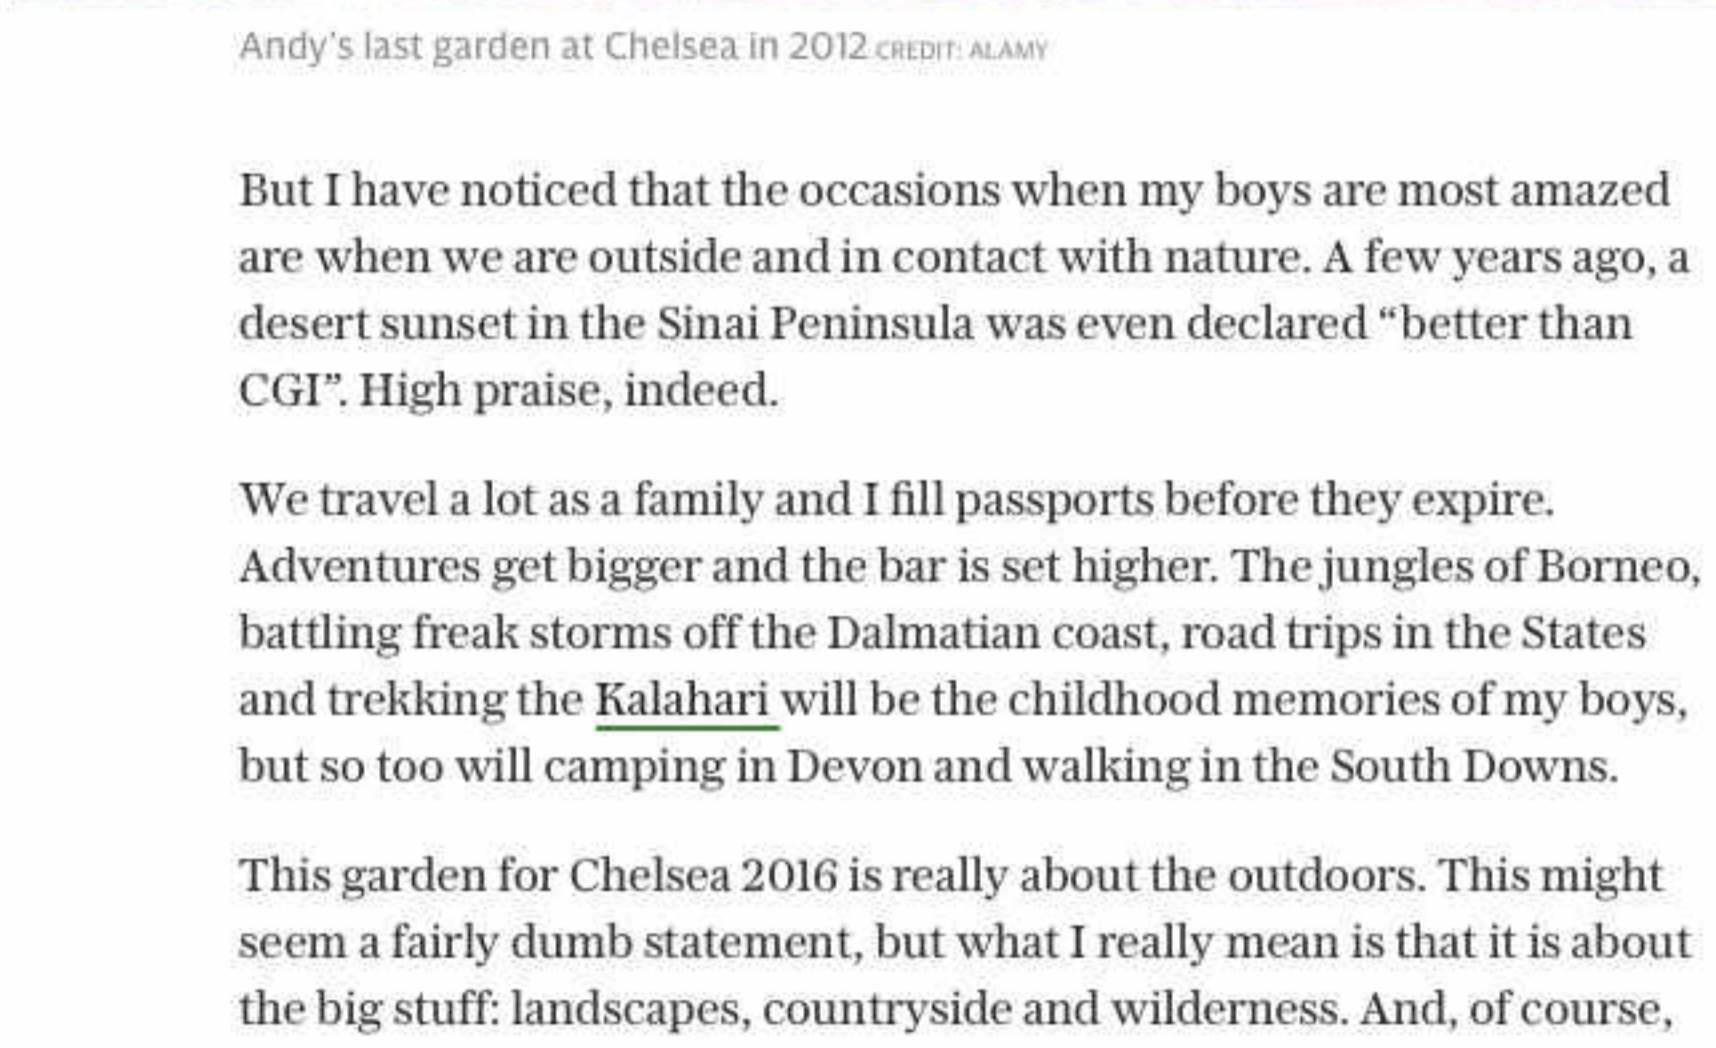 Andy's last garden at Chelsea in 2012 CREDIT: ALAMY
But I have noticed that the occasions when my boys are most amazed
are when we are outside and in contact with nature. A few years ago, a
desert sunset in the Sinai Peninsula was even declared “better than
CGI”. High praise, indeed.
We travel a lot as a family and I fill passports before they expire.
Adventures get bigger and the bar is set higher. The jungles of Borneo,
battling freak storms off the Dalmatian coast, road trips in the States
and trekking the Kalahari will be the childhood memories of my boys,
but so too will camping in Devon and walking in the South Downs.
This garden for Chelsea 2016 is really about the outdoors. This might
seem a fairly dumb statement, but what I really mean is that it is about
the big stuff: landscapes, countryside and wilderness. And, of course,